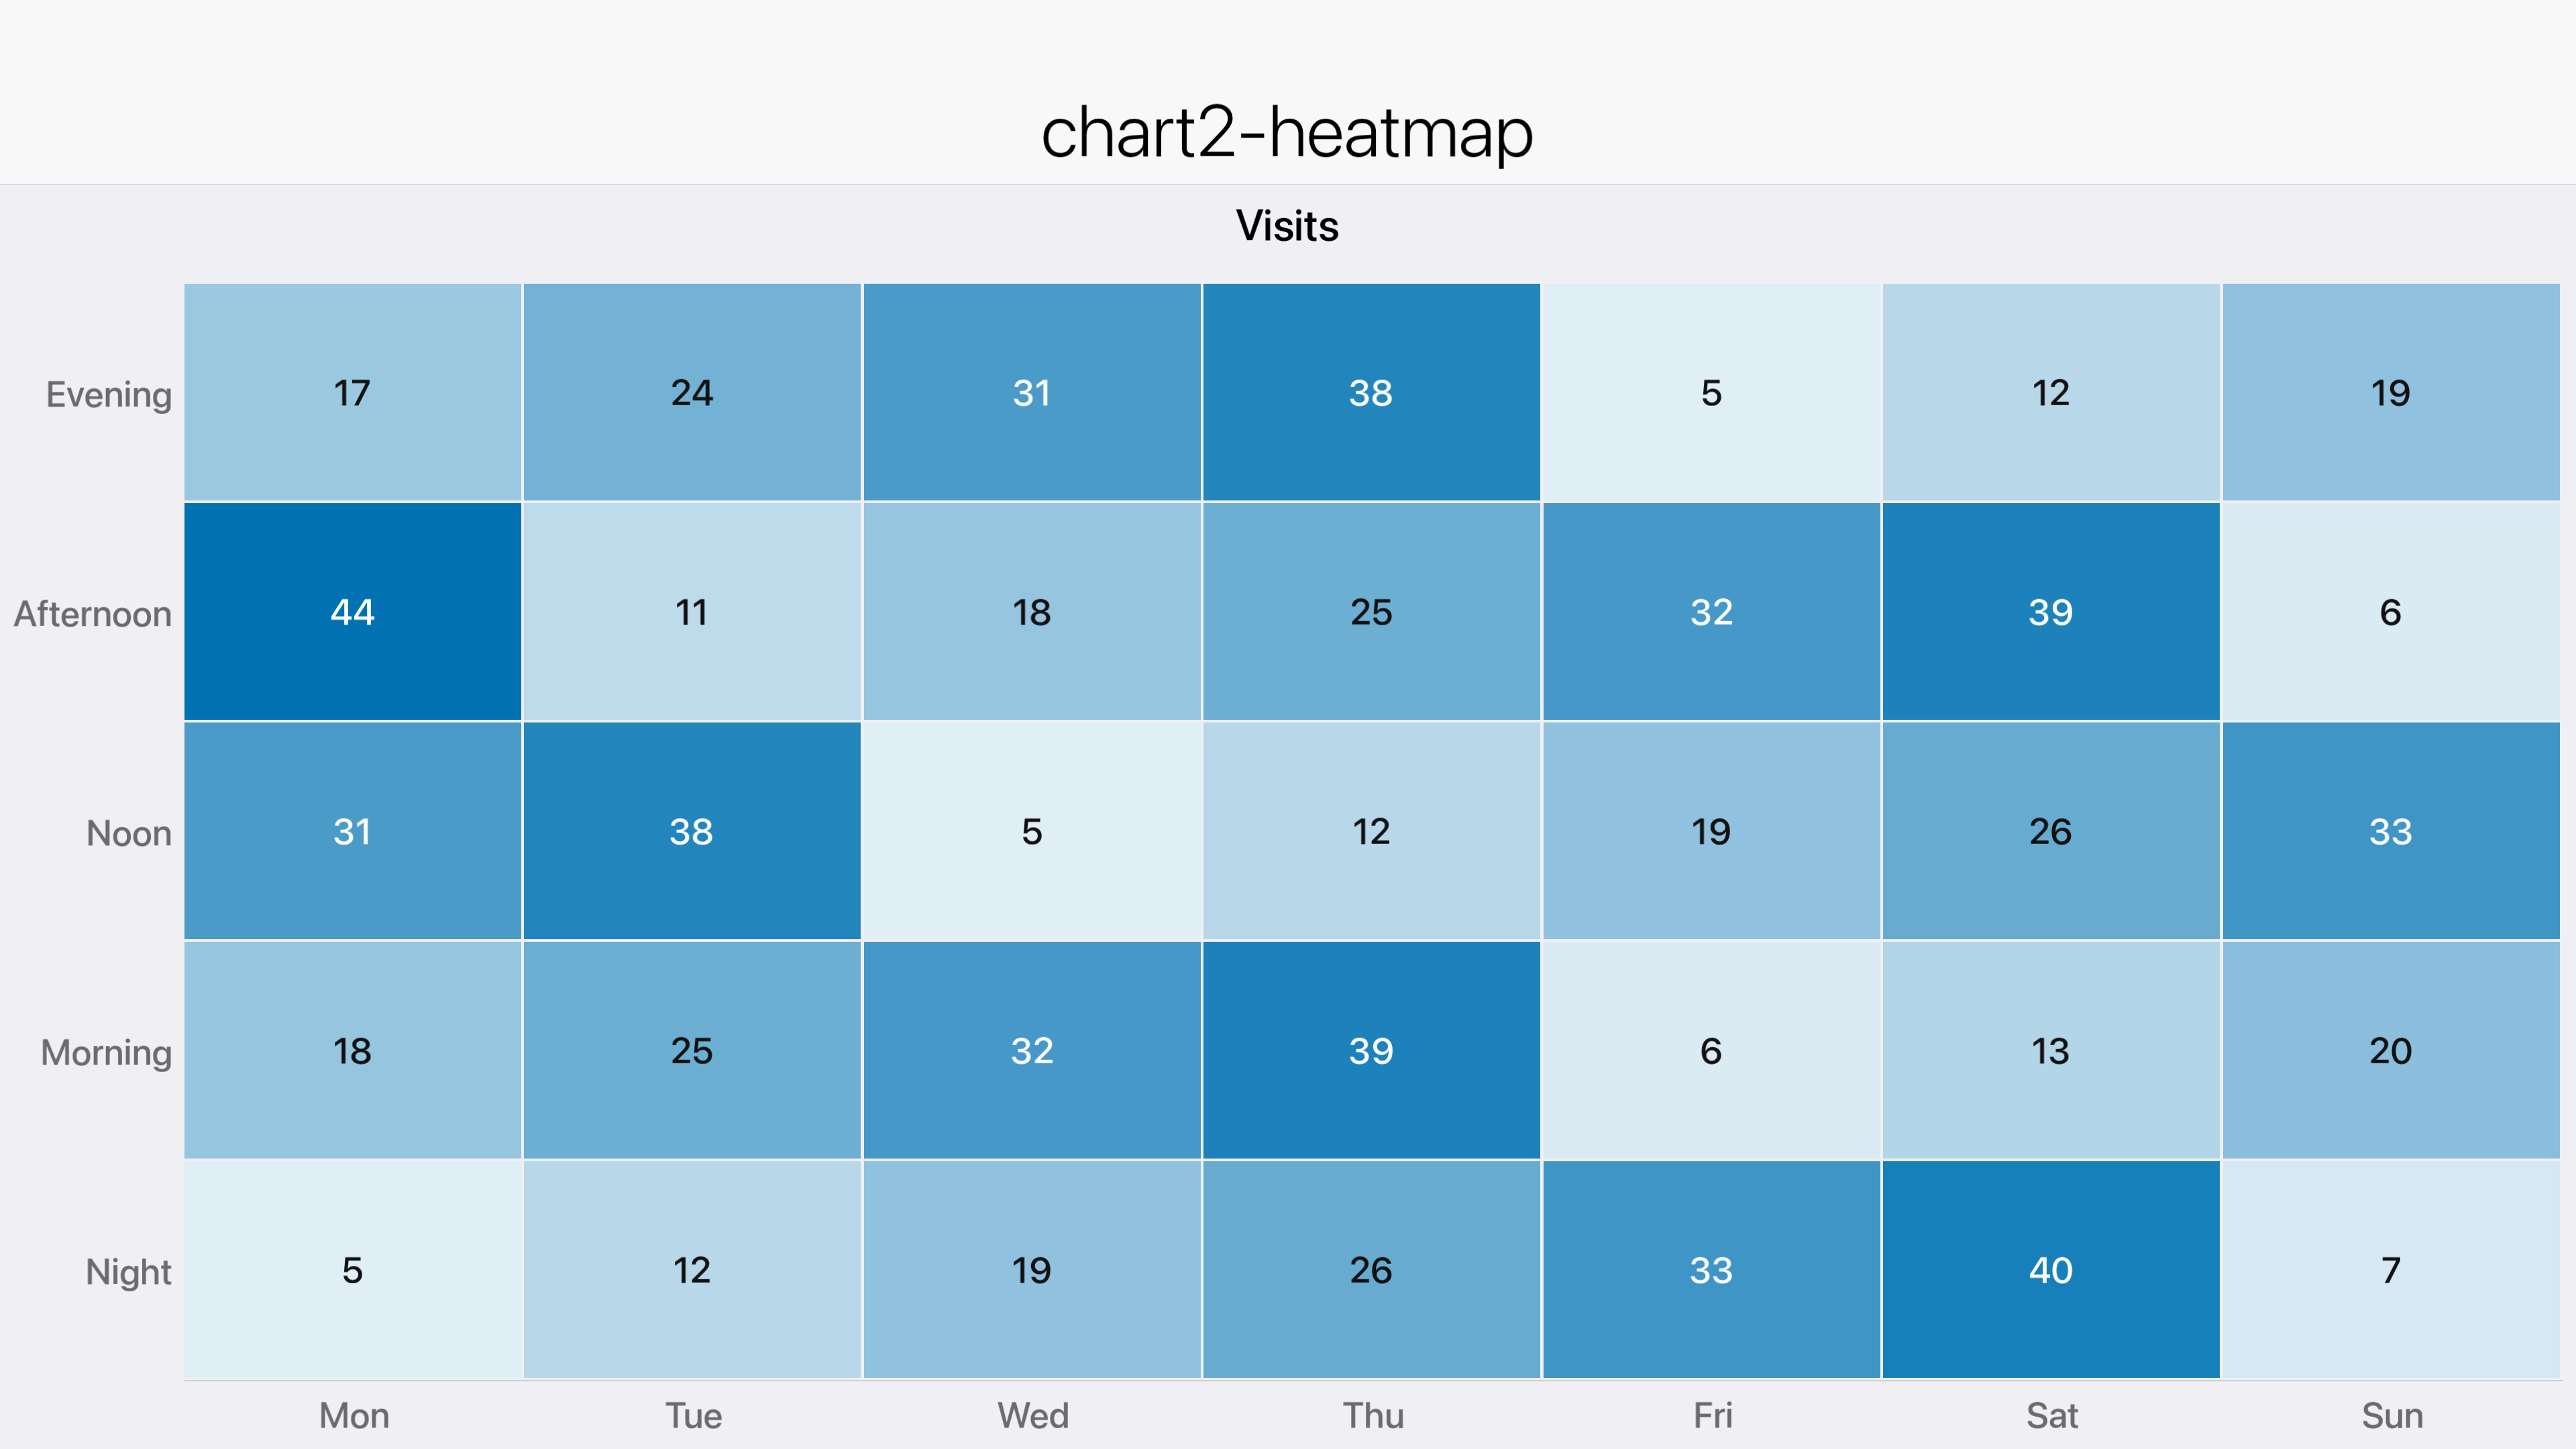 chart2-heatmap
Visits
Evening 17 24 31 38 5 12 19
Afternoon 44 11 18 25 32 39 6
Noon 31 38 5 12 19 26 33
Morning 18 25 32 39 6 13 20
Night 5 12 19 26 33 40 7
Mon Tue Wed Thu Fri Sat Sun